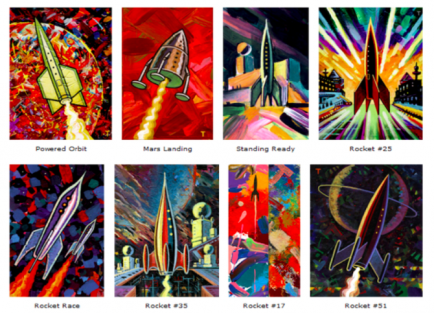 Powered Orbit
Mars Landing
Standing Ready
Rocket #25
Rocket Race
Rocket #35
Rocket #17
Rocket #51